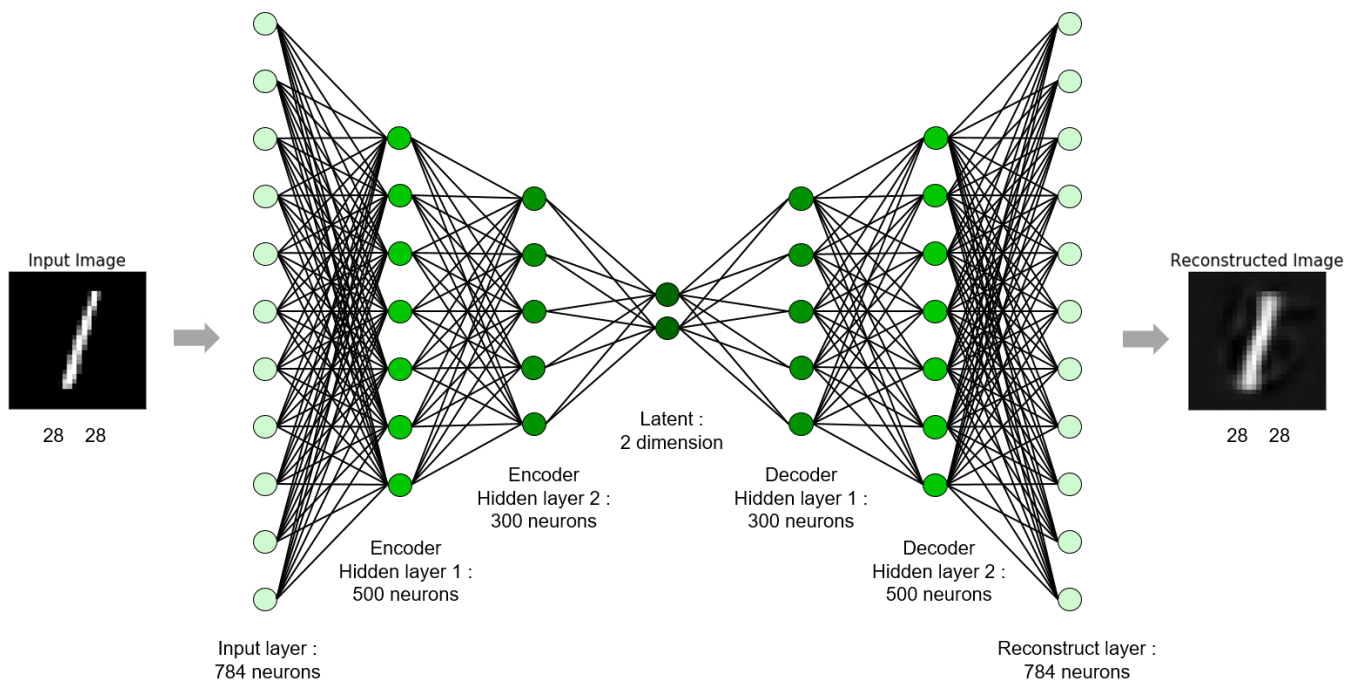 Input Image
28 28
Input layer :
784 neurons
Encoder
Hidden layer 1 :
500 neurons
Encoder
Hidden layer 2 :
300 neurons
Latent :
2 dimension
Decoder
Hidden layer 1 :
300 neurons
Decoder
Hidden layer 2 :
500 neurons
Reconstruct layer :
784 neurons
Reconstructed Image
28 28